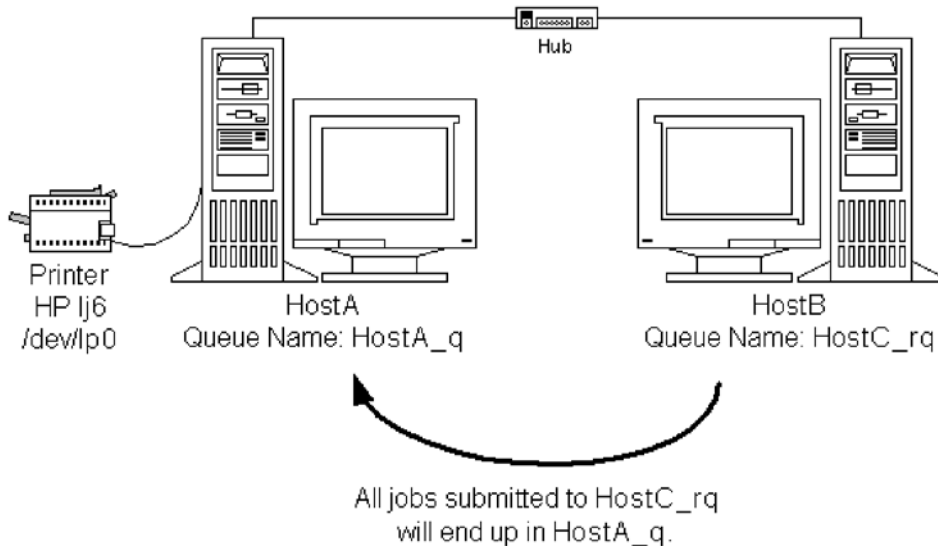 Hub
Printer
HP lj6
/dev/lp0
HostA
Queue Name: HostA_q
HostB
Queue Name: HostC_rq
All jobs submitted to HostC_rq
will end up in HostA_q.